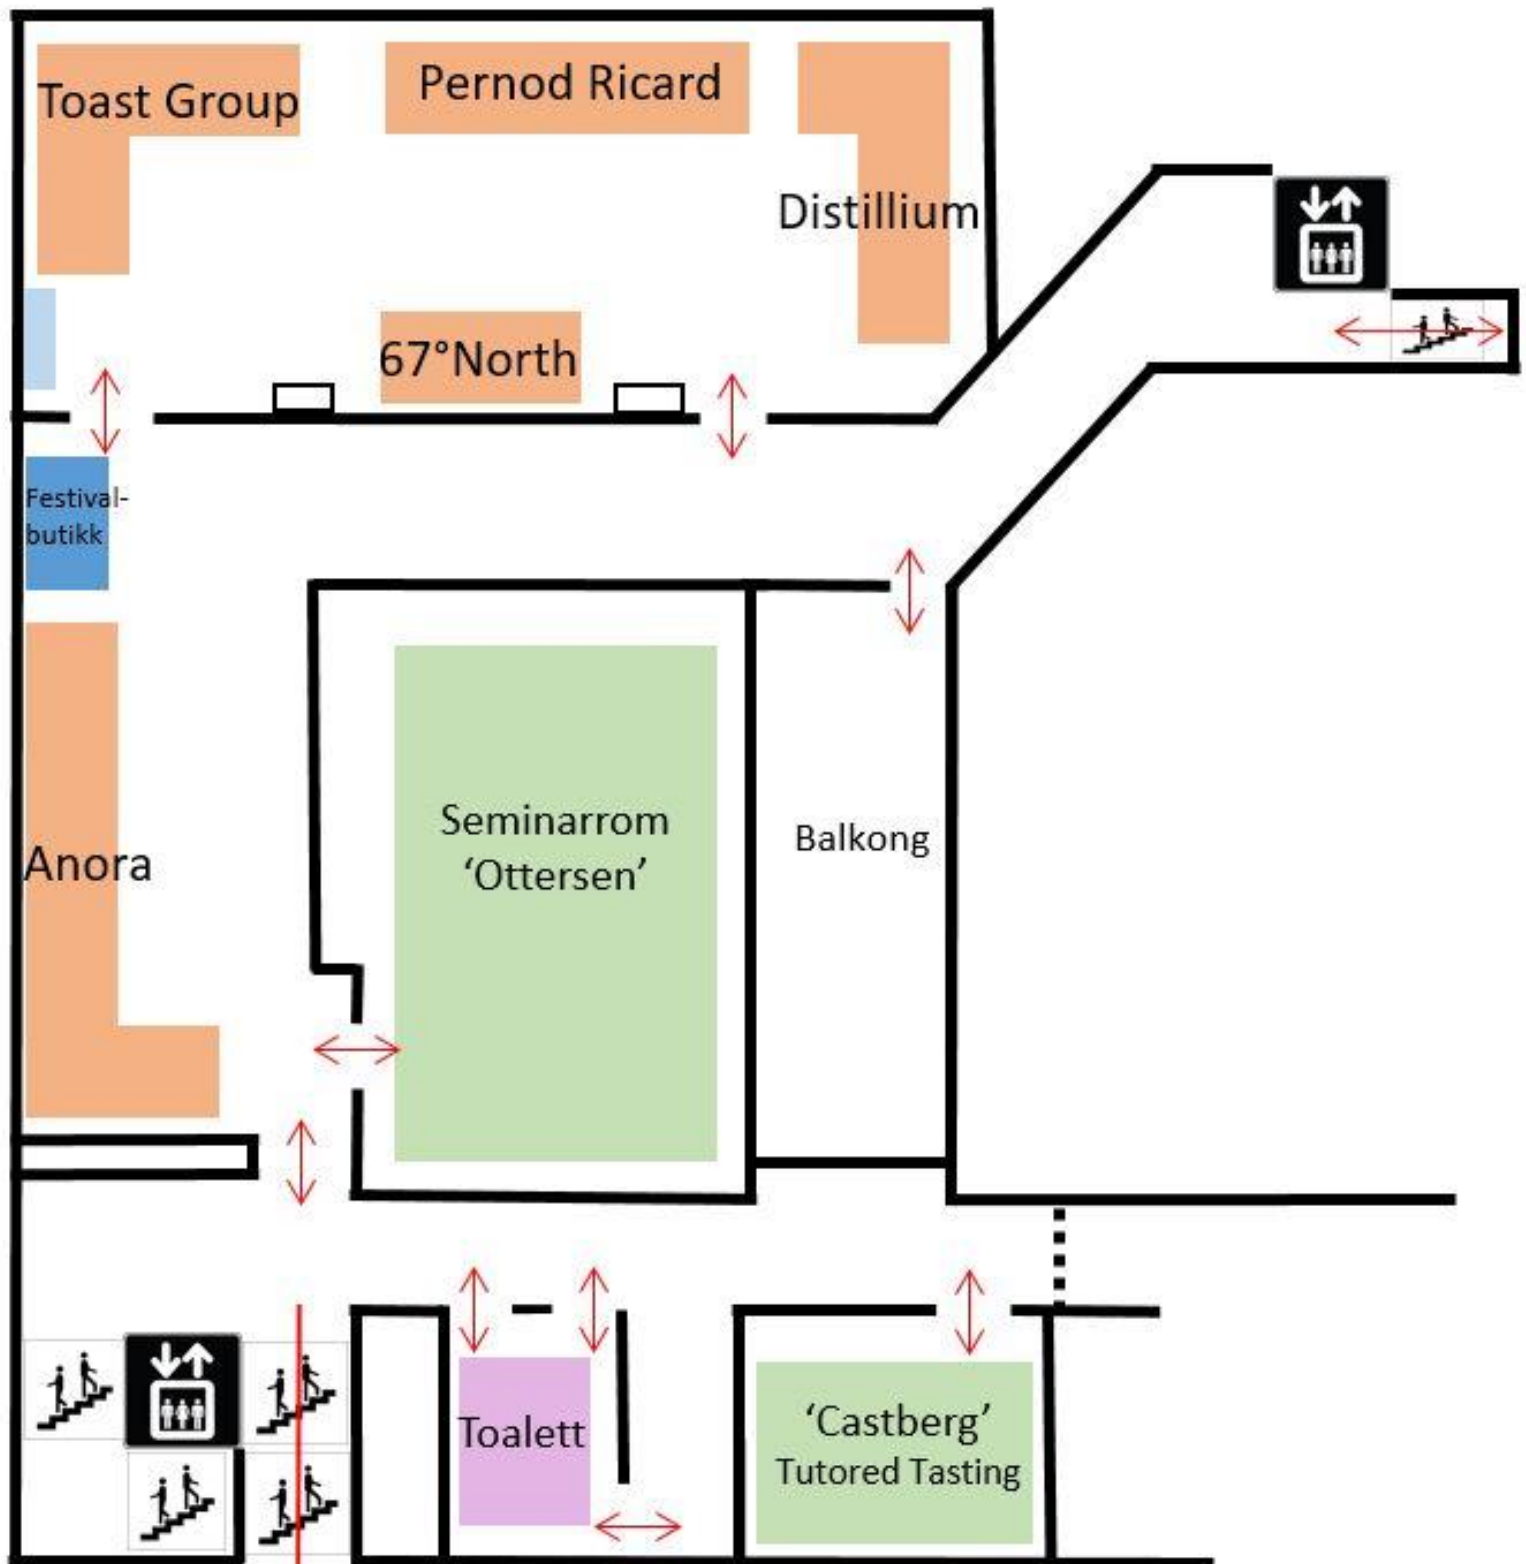 Toast Group
Pernod Ricard
Distillium
67°North
Festival-
butikk
Seminarrom
‘Ottersen’
Balkong
Anora
Toalett
‘Castberg’
Tutored Tasting